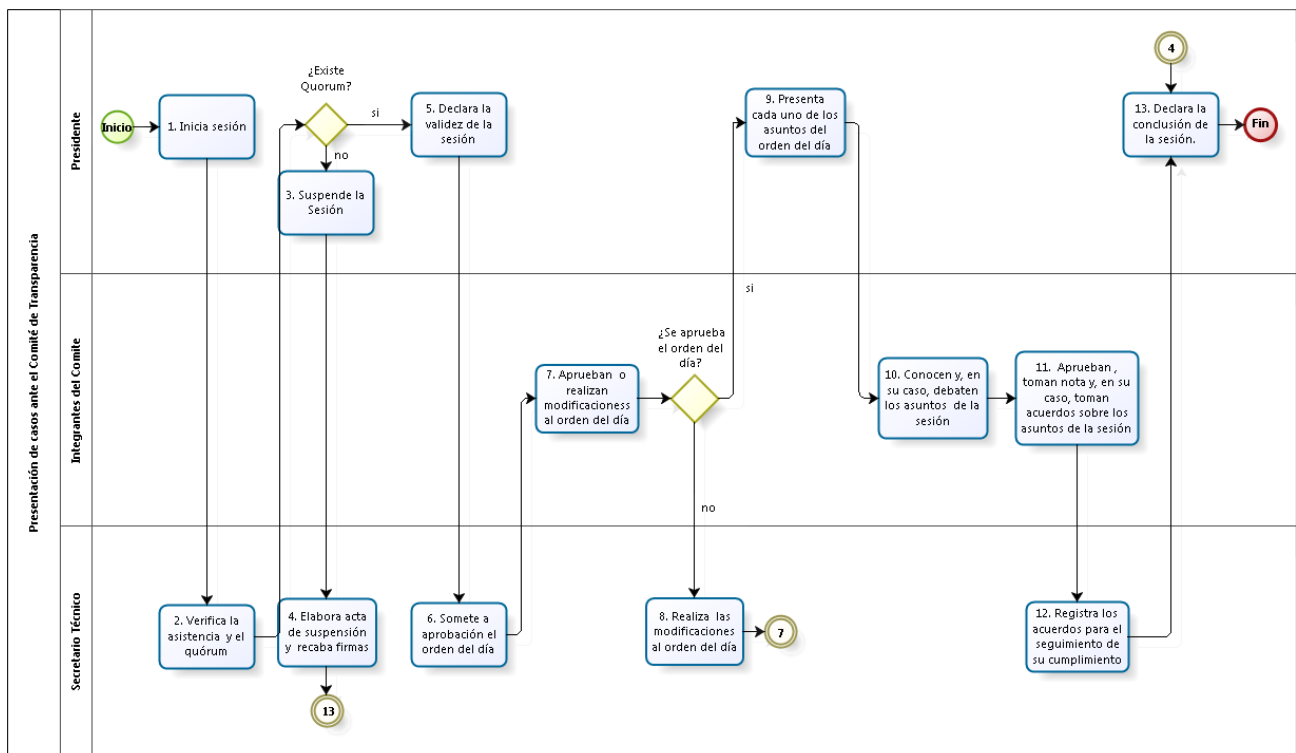 Presentación de casos ante el Comité de Transparencia
Presidente
Inicio
1. Inicia sesión
¿Existe
Quorum?
si
no
3. Suspende la
Sesión
5. Declara la
validez de la
sesión
9. Presenta
cada uno de los
asuntos del
orden del día
4
13. Declara la
conclusión de
la sesión.
Fin
Integrantes del Comite
7. Aprueban o
realizan
modificacioness
al orden del día
¿Se aprueba
el orden del
día?
si
no
10. Conocen y, en
su caso, debaten
los asuntos de la
sesión
11. Aprueban ,
toman nota y, en su
caso, toman
acuerdos sobre los
asuntos de la sesión
Secretario Técnico
2. Verifica la
asistencia y el
quórum
4. Elabora acta
de suspensión
y recaba firmas
13
6. Somete a
aprobación el
orden del día
8. Realiza las
modificaciones
al orden del día
7
12. Registra los
acuerdos para el
seguimiento de
su cumplimiento